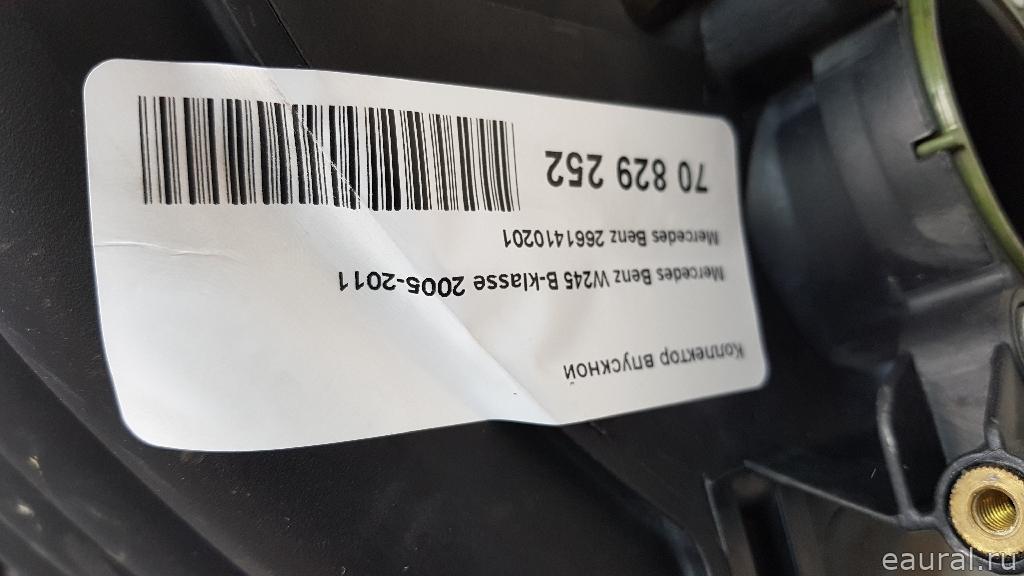 Коллектор впускной
Mercedes Benz W245 B-klasse 2005-2011
Mercedes Benz 2661410201
70 829 252
eaural.ru